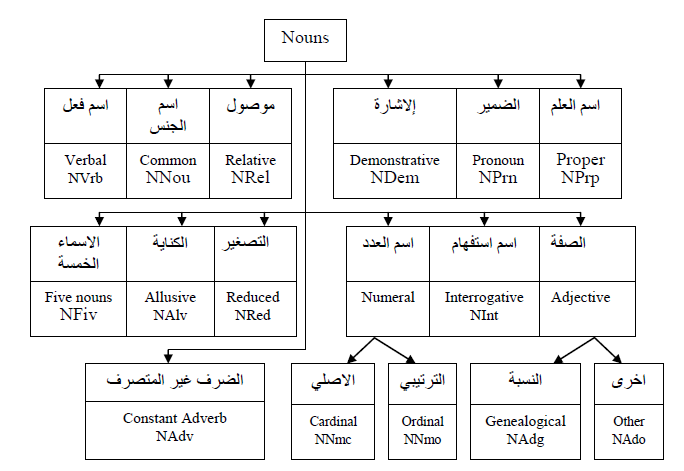 Nouns
اسم فعل
اسم
الجنس
موصول
إلاشارة
الضمير
اسم العلم
Verbal
NVrb
Common
NNou
Relative
NRel
Demonstrative
NDem
Pronoun
NPrn
Proper
NPrp
الاسماء
الخمسة
الكناية
التصغير
اسم العدد
اسم استفهام
الصفة
Five nouns
NFiv
Allusive
NAlv
Reduced
NRed
Numeral
Interrogative
NInt
Adjective
الضرف غير المتصرف
الاصلي
الترتيبي
النسبة
اخرى
Constant Adverb
NAdv
Cardinal
NNmc
Ordinal
NNmo
Genealogical
NAdg
Other
NAdo